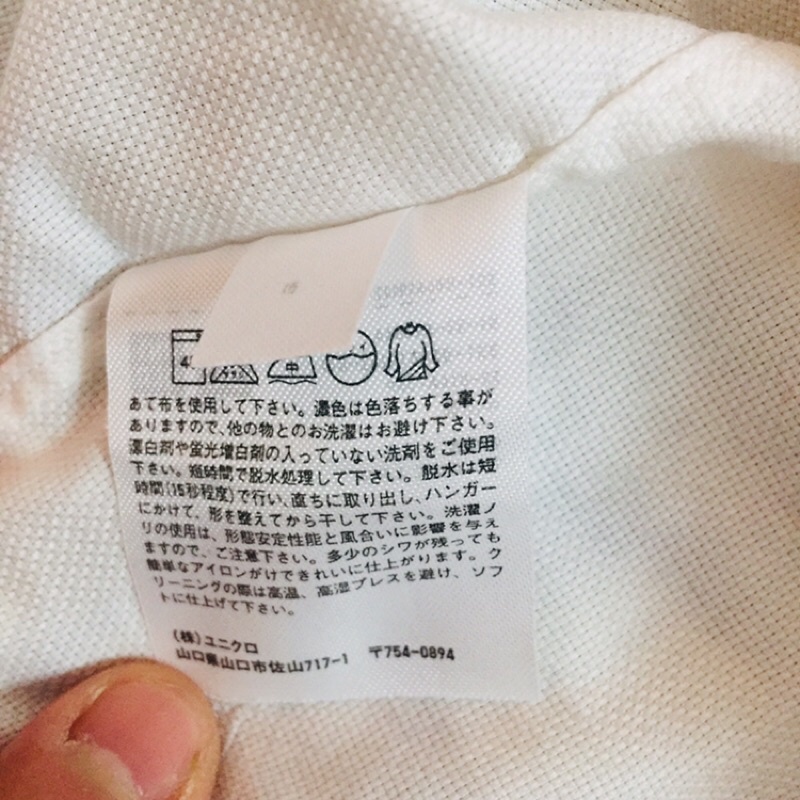 中
あて布を使用して下さい。濃色は色落ちする事が
ありますので、他の物とのお洗濯はお避け下さい。
漂白剤や蛍光増白剤の入っていない洗剤をご使用
下さい。短時間で脱水処理して下さい。脱水は短
時間(15秒程度)で行い、直ちに取り出し、ハンガー
にかけて、形を整えてから干して下さい。洗濯ノ
リの使用は、形態安定性能と風合いに影響を与え
ますので、ご注意下さい。多少のシワが残っても
簡単なアイロンがけできれいに仕上がります。ク
リーニングの際は高温、高湿プレスを避け、ソフ
トに仕上げて下さい。
(株)ユニクロ
山口県山口市佐山717-1 〒754-0894